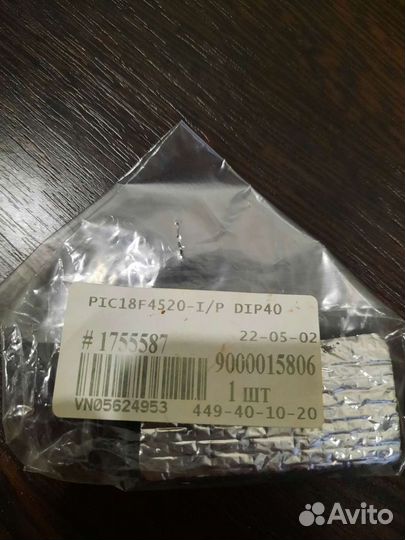 PIC18F4520-I/P DIP40
# 1755587
22-05-02
9000015806
1 шт
VN05624953
449-40-10-20
Avito